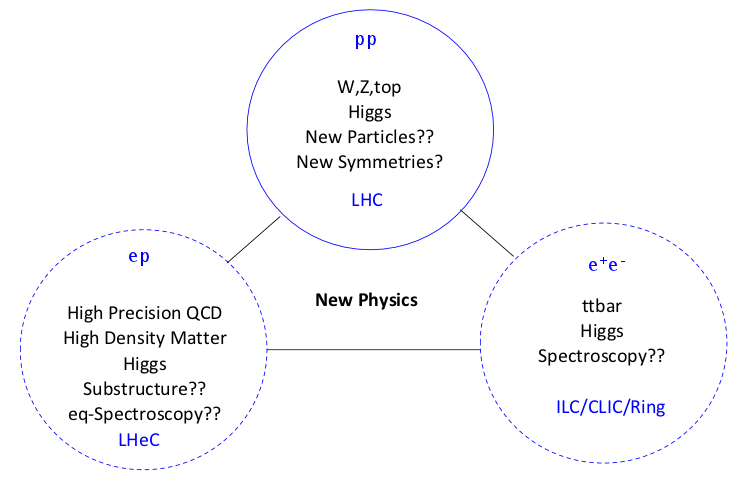 pp
W,Z,top
Higgs
New Particles??
New Symmetries?
LHC
ep
High Precision QCD
High Density Matter
Higgs
Substructure??
eq-Spectroscopy??
LHeC
New Physics
e⁺e⁻
ttbar
Higgs
Spectroscopy??
ILC/CLIC/Ring